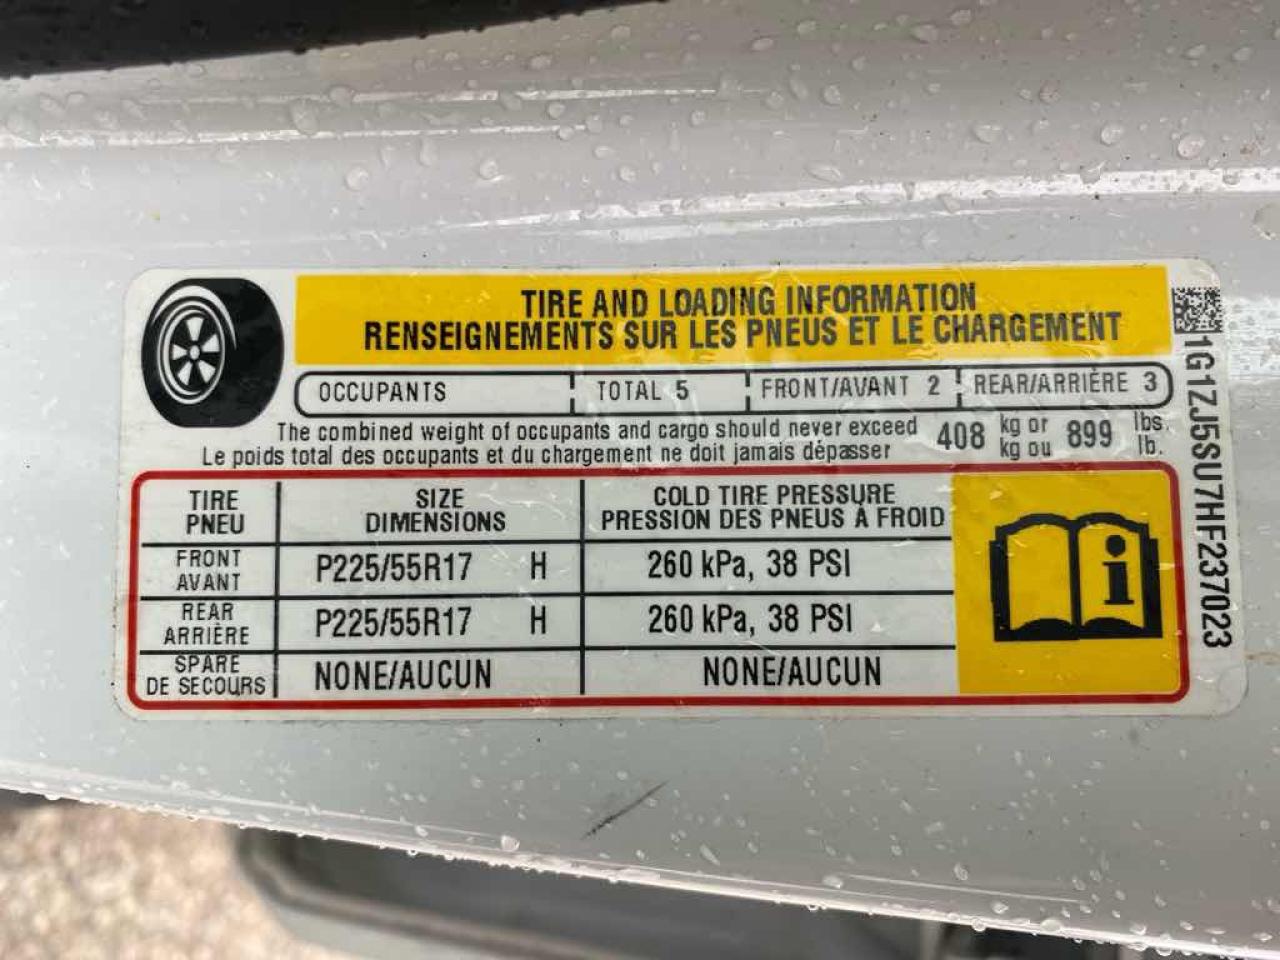 TIRE AND LOADING INFORMATION
RENSEIGNEMENTS SUR LES PNEUS ET LE CHARGEMENT
OCCUPANTS TOTAL 5 FRONT/AVANT 2 REAR/ARRIÈRE 3
The combined weight of occupants and cargo should never exceed 408 kg or 899 lbs.
Le poids total des occupants et du chargement ne doit jamais dépasser kg ou lb.
TIRE SIZE COLD TIRE PRESSURE
PNEU DIMENSIONS PRESSION DES PNEUS À FROID
FRONT
AVANT P225/55R17 H 260 kPa, 38 PSI
REAR
ARRIÈRE P225/55R17 H 260 kPa, 38 PSI
SPARE
DE SECOURS NONE/AUCUN NONE/AUCUN
i
1G1ZJ5SU7HF237023